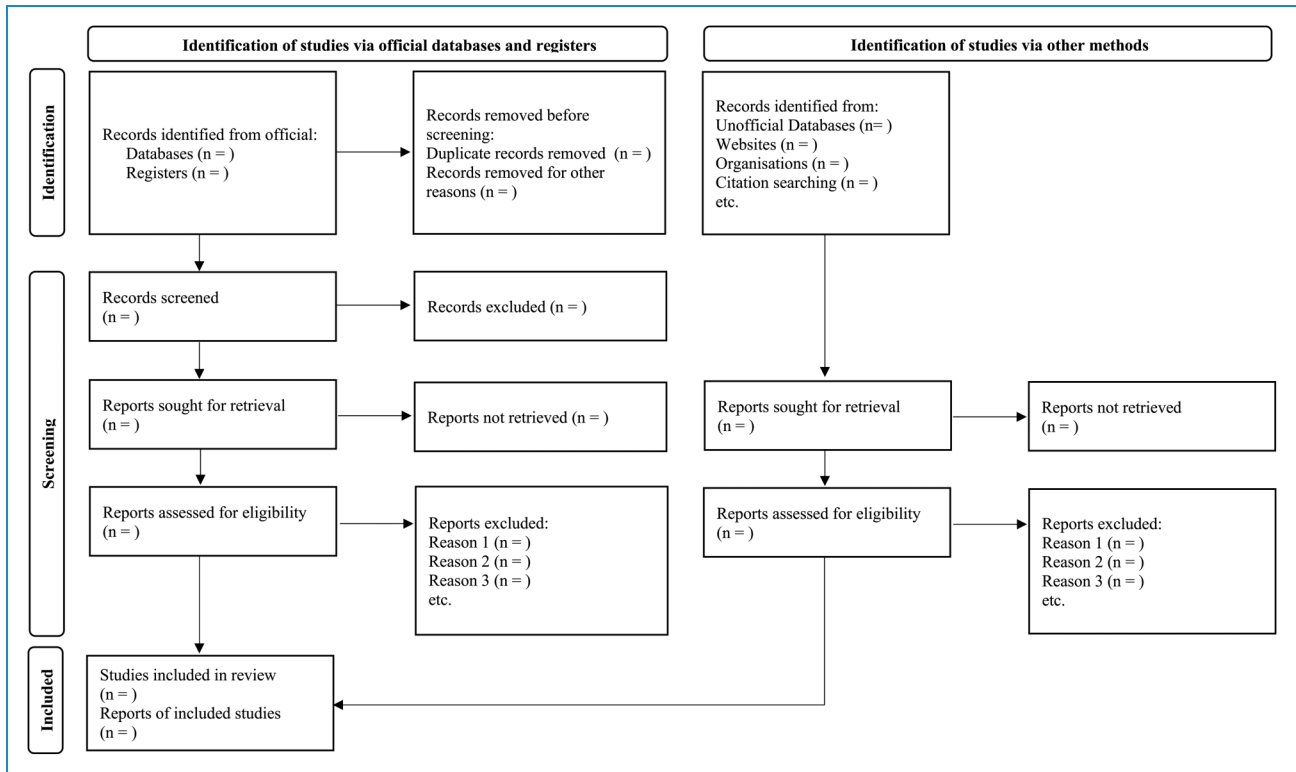 Identification of studies via official databases and registers
Identification of studies via other methods
Identification
Records identified from official:
Databases (n = )
Registers (n = )
Records removed before
screening:
Duplicate records removed (n = )
Records removed for other
reasons (n = )
Records identified from:
Unofficial Databases (n= )
Websites (n = )
Organisations (n = )
Citation searching (n = )
etc.
Screening
Records screened
(n = )
Records excluded (n = )
Reports sought for retrieval
(n = )
Reports not retrieved (n = )
Reports sought for retrieval
(n = )
Reports not retrieved
(n = )
Reports assessed for eligibility
(n = )
Reports excluded:
Reason 1 (n = )
Reason 2 (n = )
Reason 3 (n = )
etc.
Reports assessed for eligibility
(n = )
Reports excluded:
Reason 1 (n = )
Reason 2 (n = )
Reason 3 (n = )
etc.
Included
Studies included in review
(n = )
Reports of included studies
(n = )